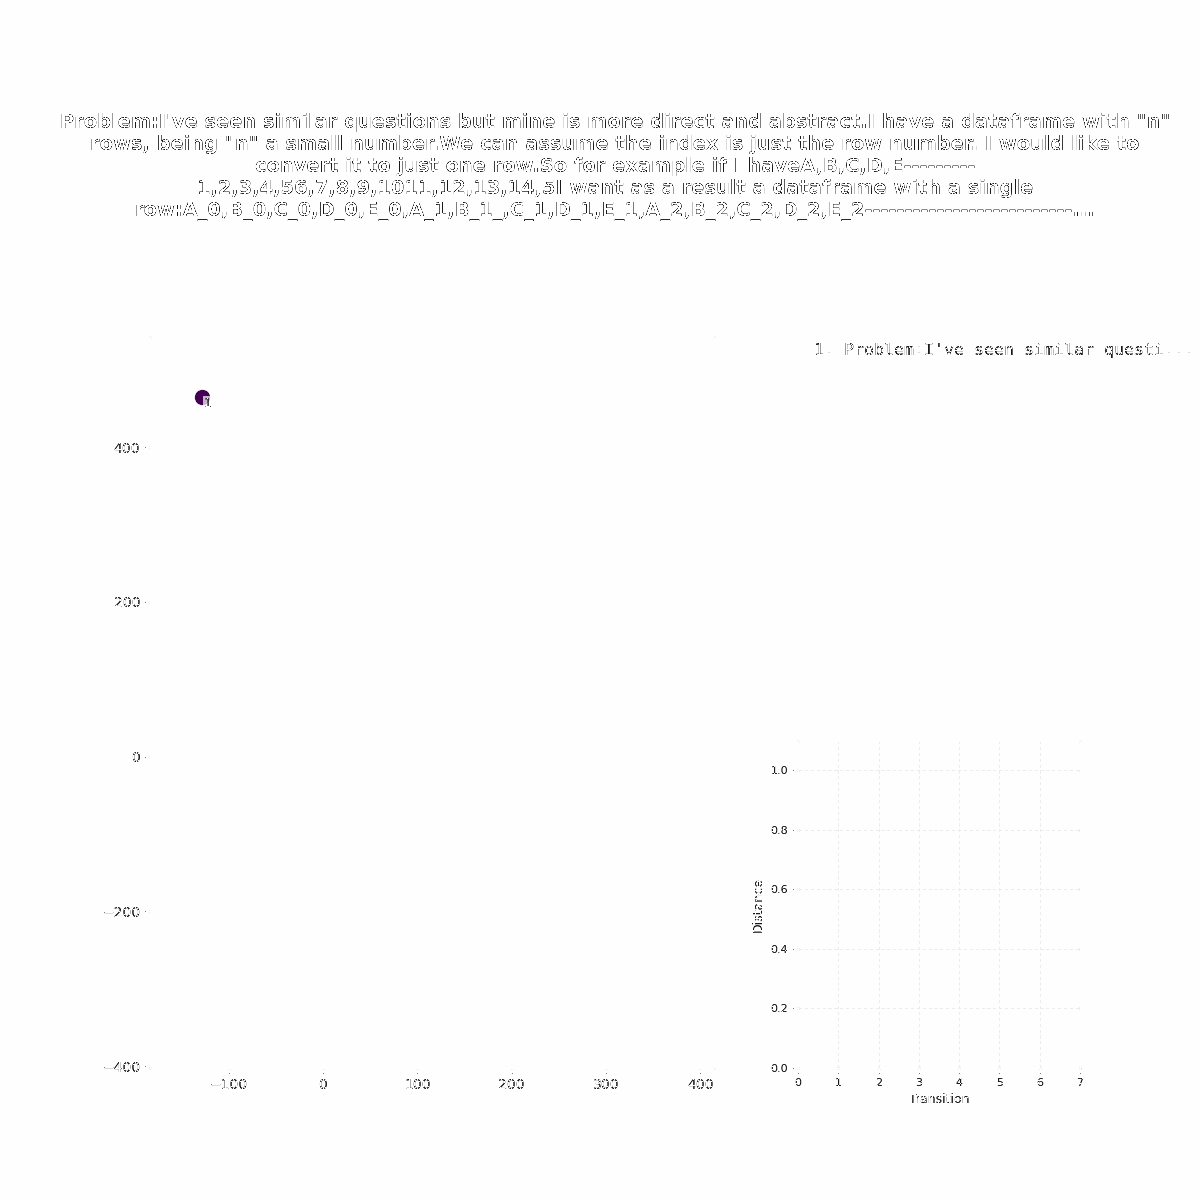 Problem:I've seen similar questions but mine is more direct and abstract.I have a dataframe with "n"
rows, being "n" a small number.We can assume the index is just the row number. I would like to
convert it to just one row.So for example if I haveA,B,C,D,E---------
1,2,3,4,56,7,8,9,1011,12,13,14,5I want as a result a dataframe with a single
row:A_0,B_0,C_0,D_0,E_0,A_1,B_1_,C_1,D_1,E_1,A_2,B_2,C_2,D_2,E_2--------------------------...
1. Problem:I've seen similar questi...
1
400
200
0
−200
−400
−100 0 100 200 300 400
1.0
0.8
0.6
0.4
0.2
0.0
Distance
0 1 2 3 4 5 6 7
Transition